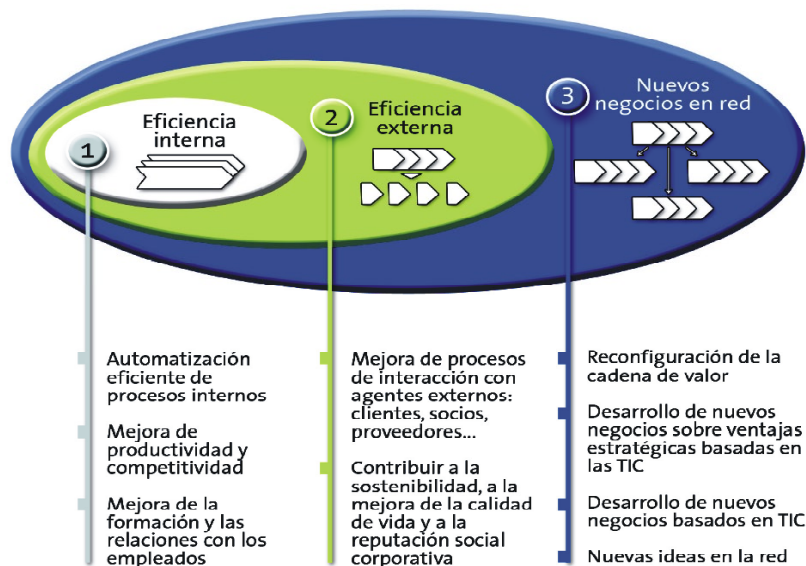 1
Eficiencia
interna
2
Eficiencia
externa
3
Nuevos
negocios en red
Automatización
eficiente de
procesos internos
Mejora de
productividad y
competitividad
Mejora de la
formación y las
relaciones con los
empleados
Mejora de procesos
de interacción con
agentes externos:
clientes, socios,
proveedores...
Contribuir a la
sostenibilidad, a la
mejora de la calidad
de vida y a la
reputación social
corporativa
Reconfiguración de la
cadena de valor
Desarrollo de nuevos
negocios sobre ventajas
estratégicas basadas en
las TIC
Desarrollo de nuevos
negocios basados en TIC
Nuevas ideas en la red